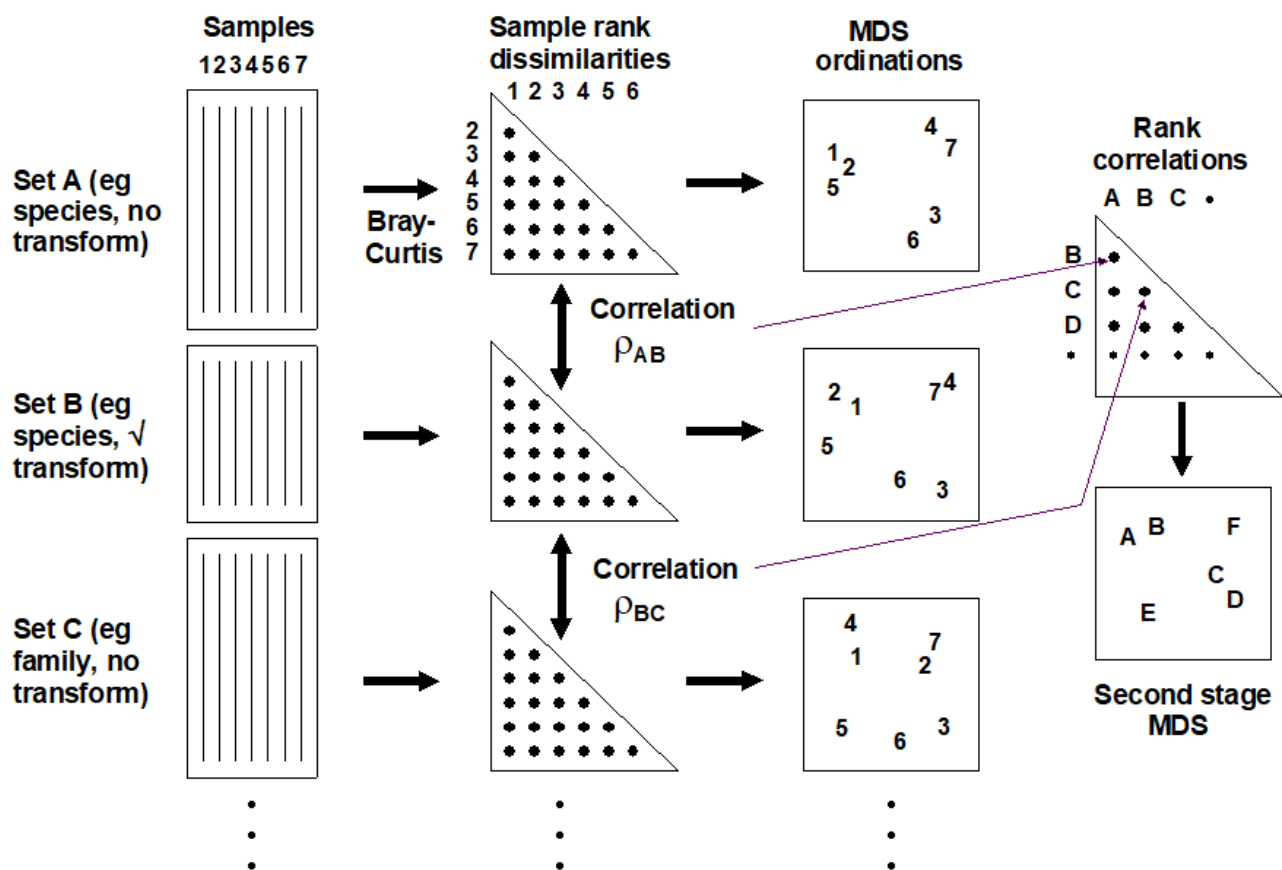 Samples
1234567
Sample rank
dissimilarities
1 2 3 4 5 6
MDS
ordinations
2
3
4
5
6
7
Set A (eg
species, no
transform)
Bray-
Curtis
4
7
1
2
5
3
6
Rank
correlations
A B C
B
C
D
Correlation
ρAB
Set B (eg
species, √
transform)
2
1
7 4
5
6
3
Correlation
ρBC
A
B
F
C
D
E
Second stage
MDS
Set C (eg
family, no
transform)
4
1
7
2
5
6
3